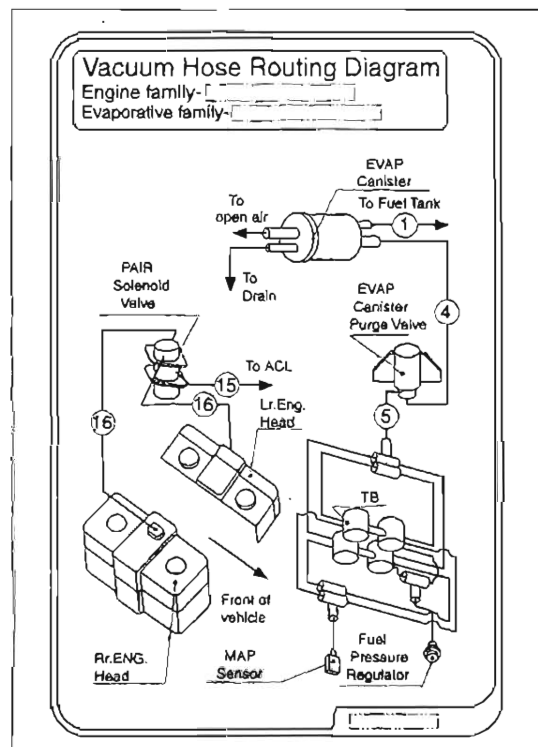 Vacuum Hose Routing Diagram
Engine family-
Evaporative family-
EVAP
Canister
To
open air
To Fuel Tank
1
To
Drain
PAIR
Solenoid
Valve
EVAP
Canister
Purge Valve
4
To ACL
15
16
16
5
Lr.Eng.
Head
TB
Front of
vehicle
Rr.ENG.
Head
MAP
Sensor
Fuel
Pressure
Regulator